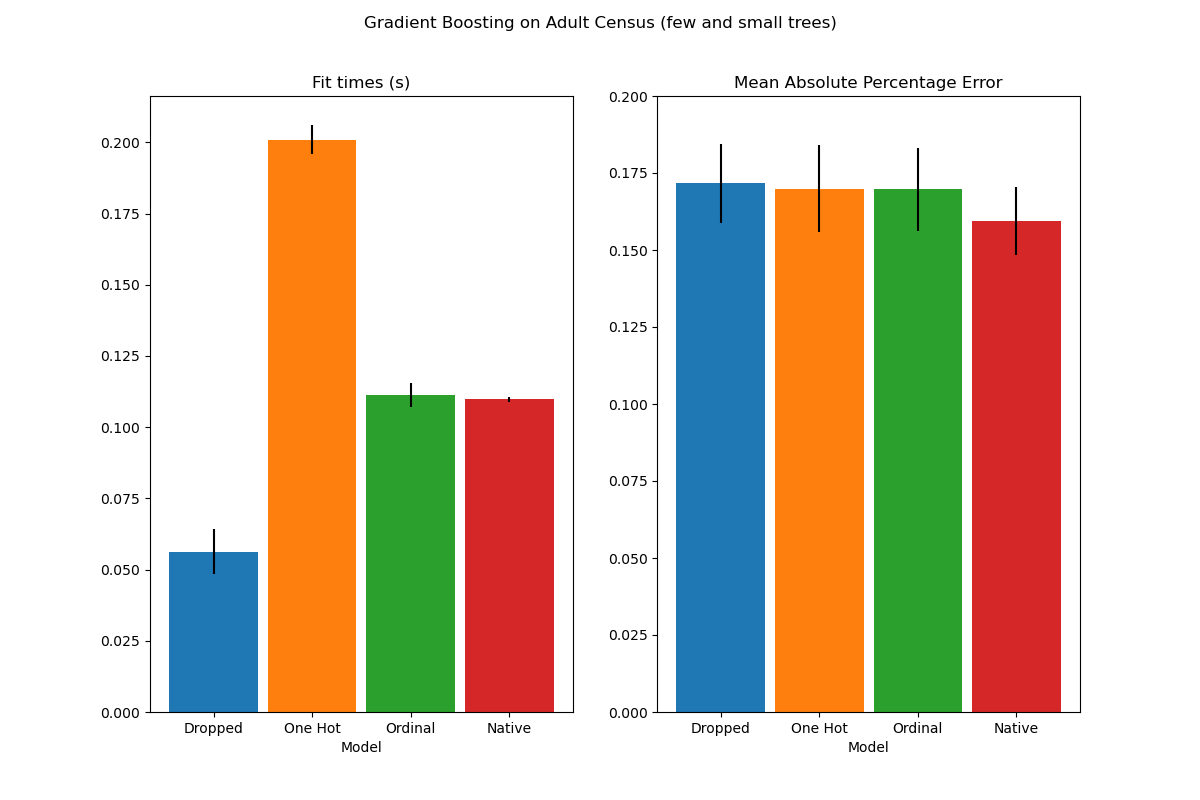 Gradient Boosting on Adult Census (few and small trees)
Fit times (s)
0.200
0.175
0.150
0.125
0.100
0.075
0.050
0.025
0.000
Dropped One Hot Ordinal Native
Model
Mean Absolute Percentage Error
0.200
0.175
0.150
0.125
0.100
0.075
0.050
0.025
0.000
Dropped One Hot Ordinal Native
Model